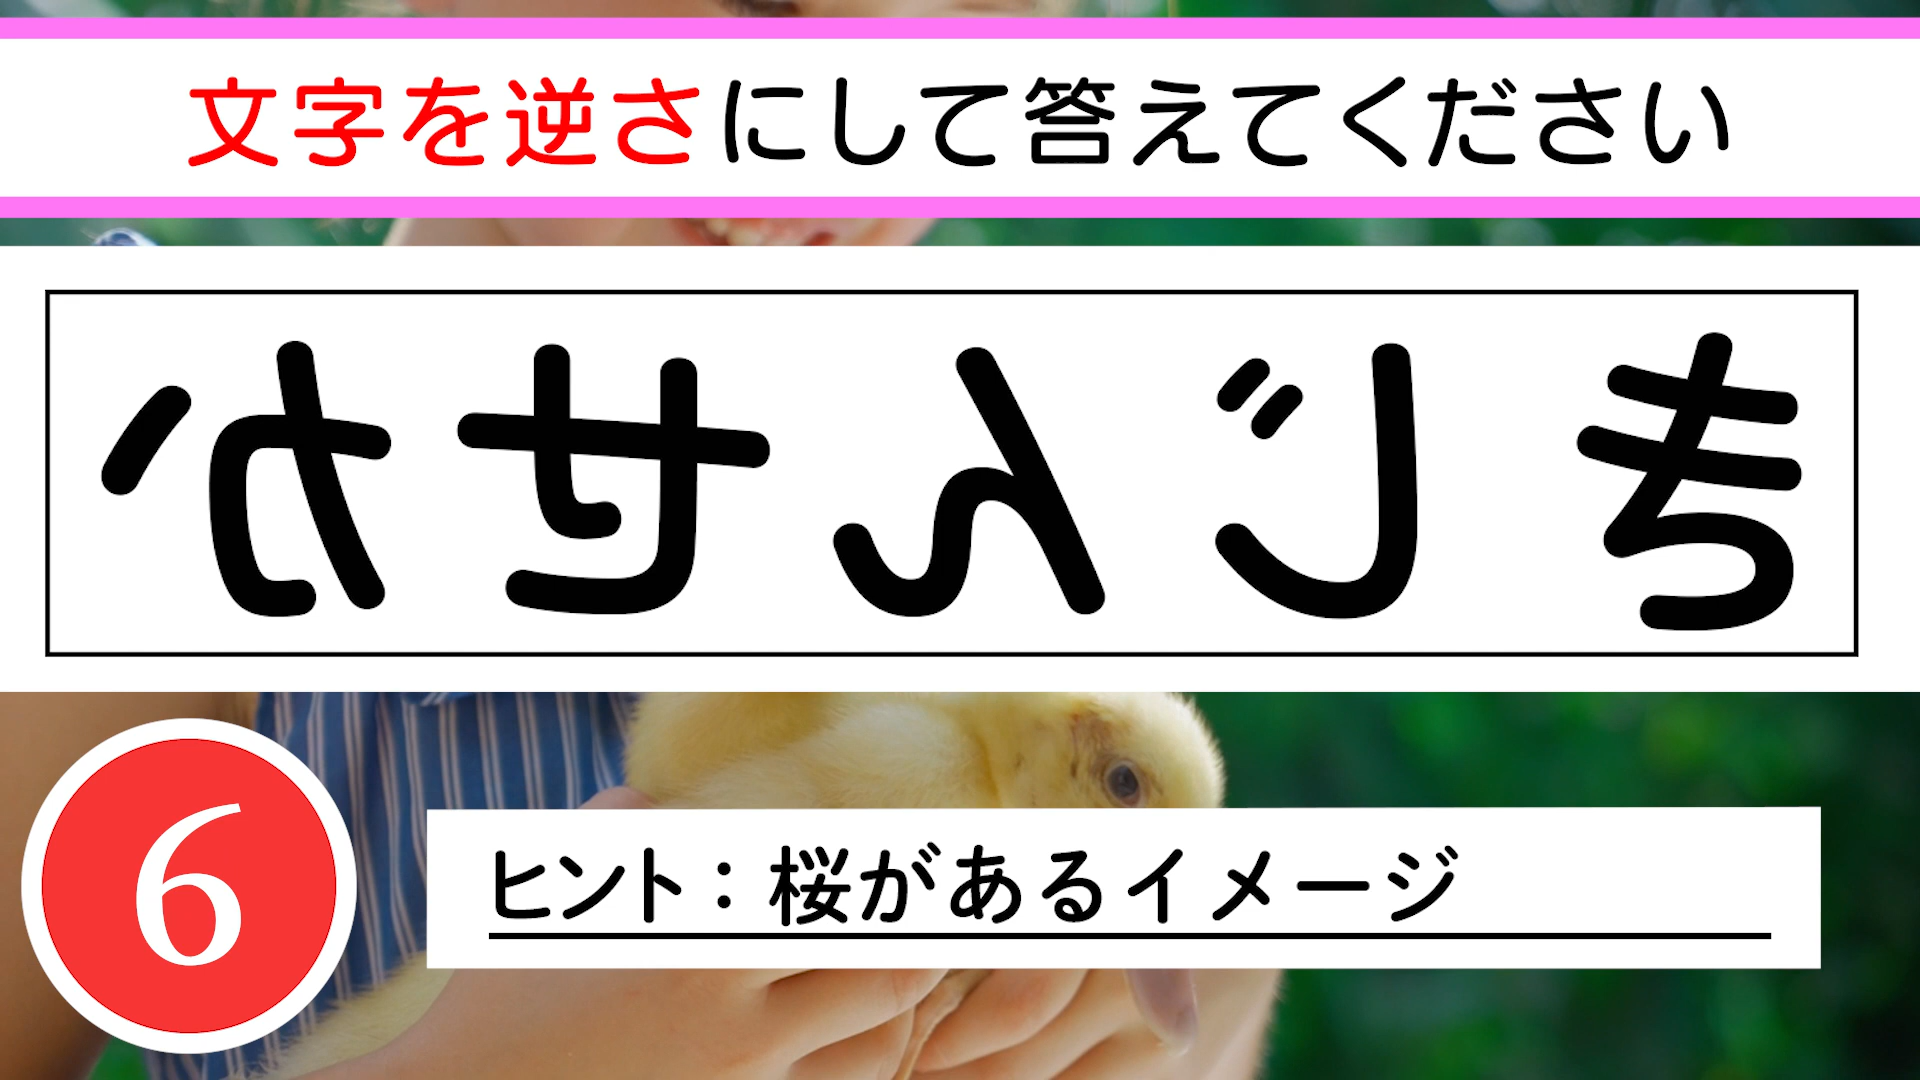 文字を逆さにして答えてください
かせんじき
6
ヒント：桜があるイメージ